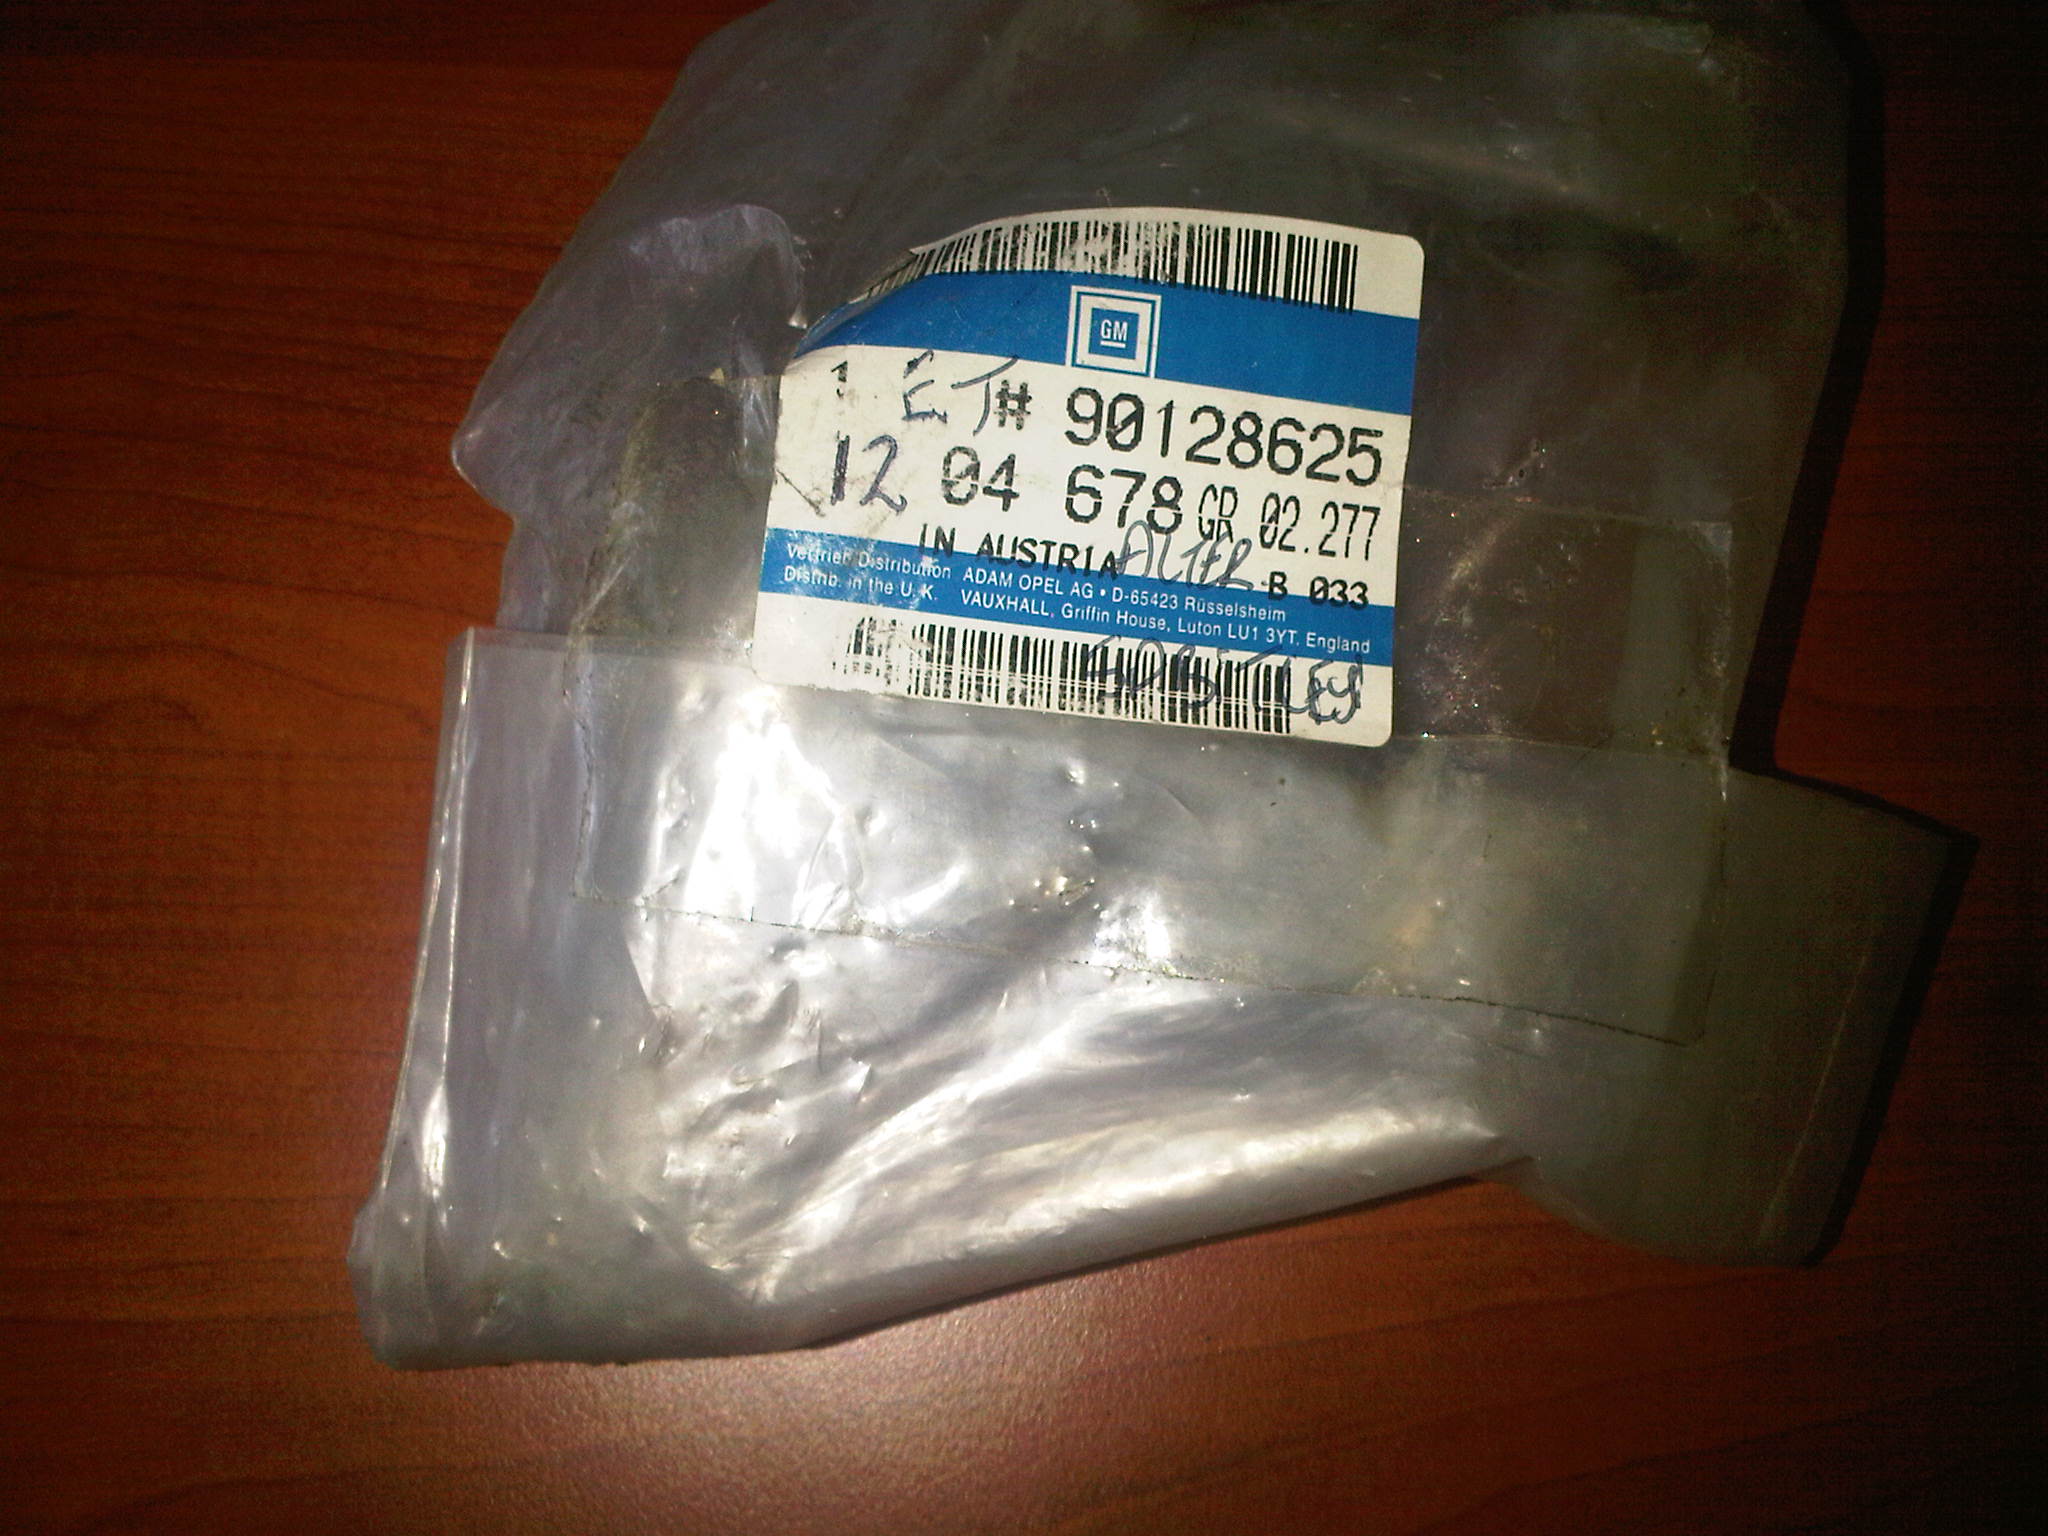 GM
1 ET# 90128625
12 04 678 GR 02.277
IN AUSTRIA ALTER B 033
Vertrieb/Distribution ADAM OPEL AG • D-65423 Rüsselsheim
Distrib. in the U. K. VAUXHALL, Griffin House, Luton LU1 3YT. England